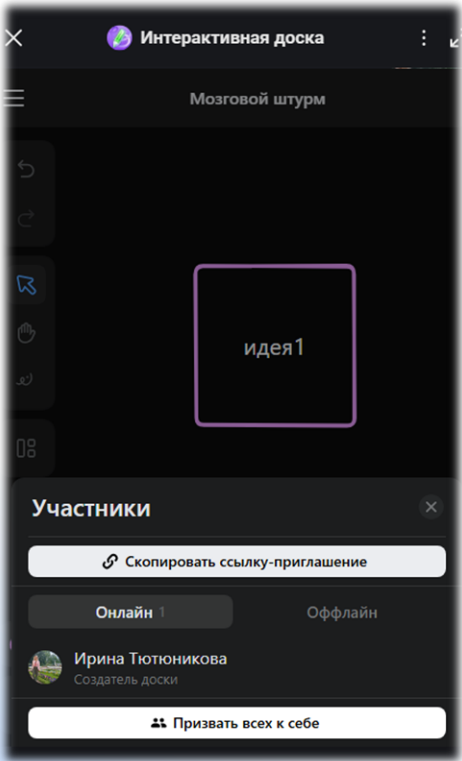 Интерактивная доска
Мозговой штурм
идея1
Участники
Скопировать ссылку-приглашение
Онлайн 1
Оффлайн
Ирина Тютюникова
Создатель доски
Призвать всех к себе